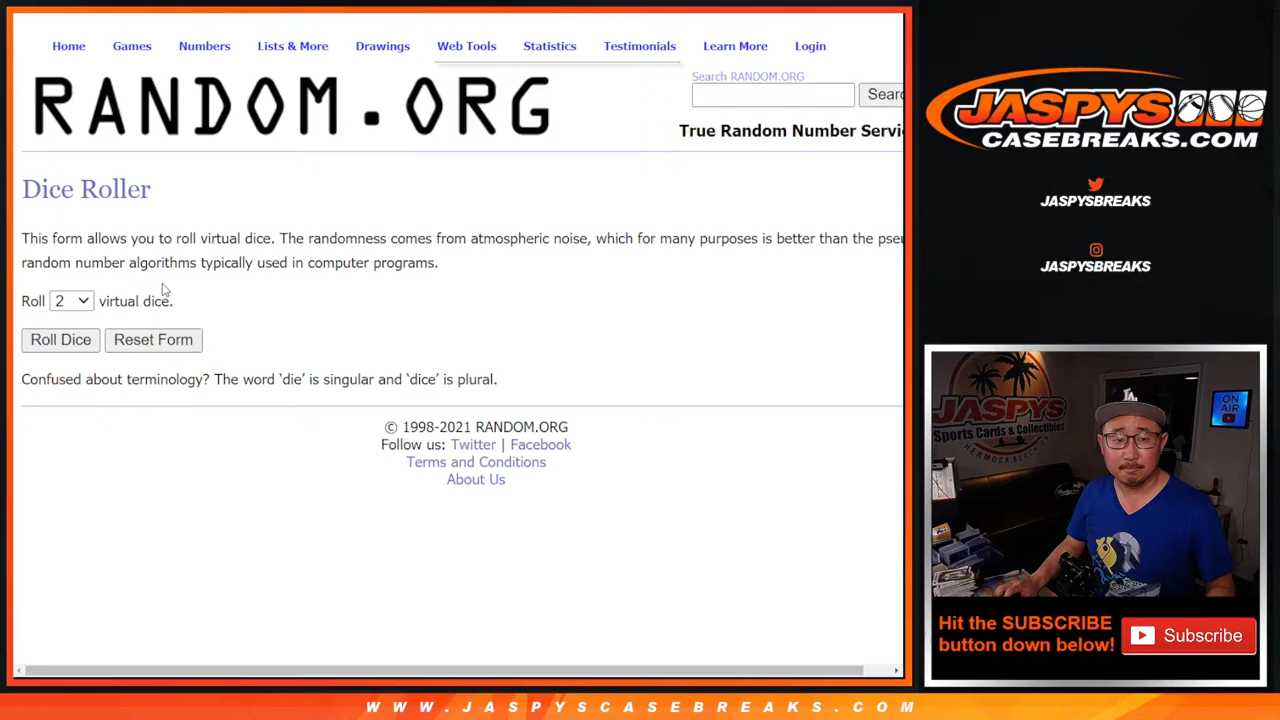 Home Games Numbers Lists & More Drawings Web Tools Statistics Testimonials Learn More Login
RANDOM.ORG
Search RANDOM.ORG
Searc
True Random Number Servi
Dice Roller
This form allows you to roll virtual dice. The randomness comes from atmospheric noise, which for many purposes is better than the pseu
random number algorithms typically used in computer programs.
Roll 2 virtual dice.
Roll Dice Reset Form
Confused about terminology? The word ‘die’ is singular and ‘dice’ is plural.
© 1998-2021 RANDOM.ORG
Follow us: Twitter | Facebook
Terms and Conditions
About Us
JASPYS
CASEBREAKS.COM
JASPYSBREAKS
JASPYSBREAKS
JASPYS
Sports Cards & Collectibles
HERMOSA BEACH, CA
ON
AIR
LA
Hit the SUBSCRIBE
button down below!
Subscribe
WWW.JASPYSCASEBREAKS.COM